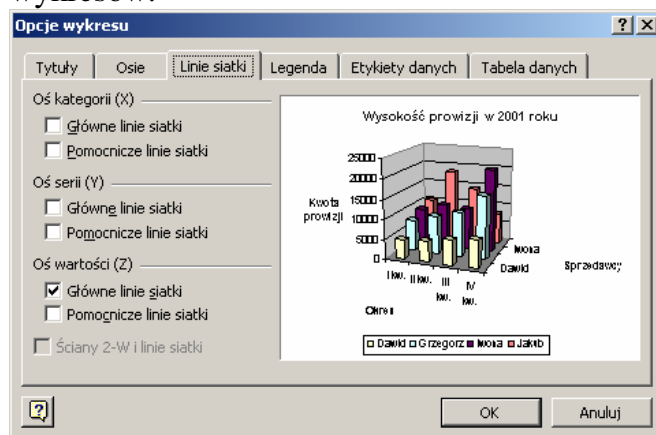 wykresów.
Opcje wykresu
Tytuły Osie Linie siatki Legenda Etykiety danych Tabela danych
Oś kategorii (X)
Główne linie siatki
Pomocnicze linie siatki
Oś serii (Y)
Główne linie siatki
Pomocnicze linie siatki
Oś wartości (Z)
Główne linie siatki
Pomocnicze linie siatki
Ściany 2-W i linie siatki
Wysokość prowizji w 2001 roku
Kwota
prowizji
25000
20000
15000
10000
5000
0
I kw. II kw. III kw. IV kw.
Okres
Iwona
Dawid
Sprzedawcy
Dawid Grzegorz Iwona Jakub
OK Anuluj